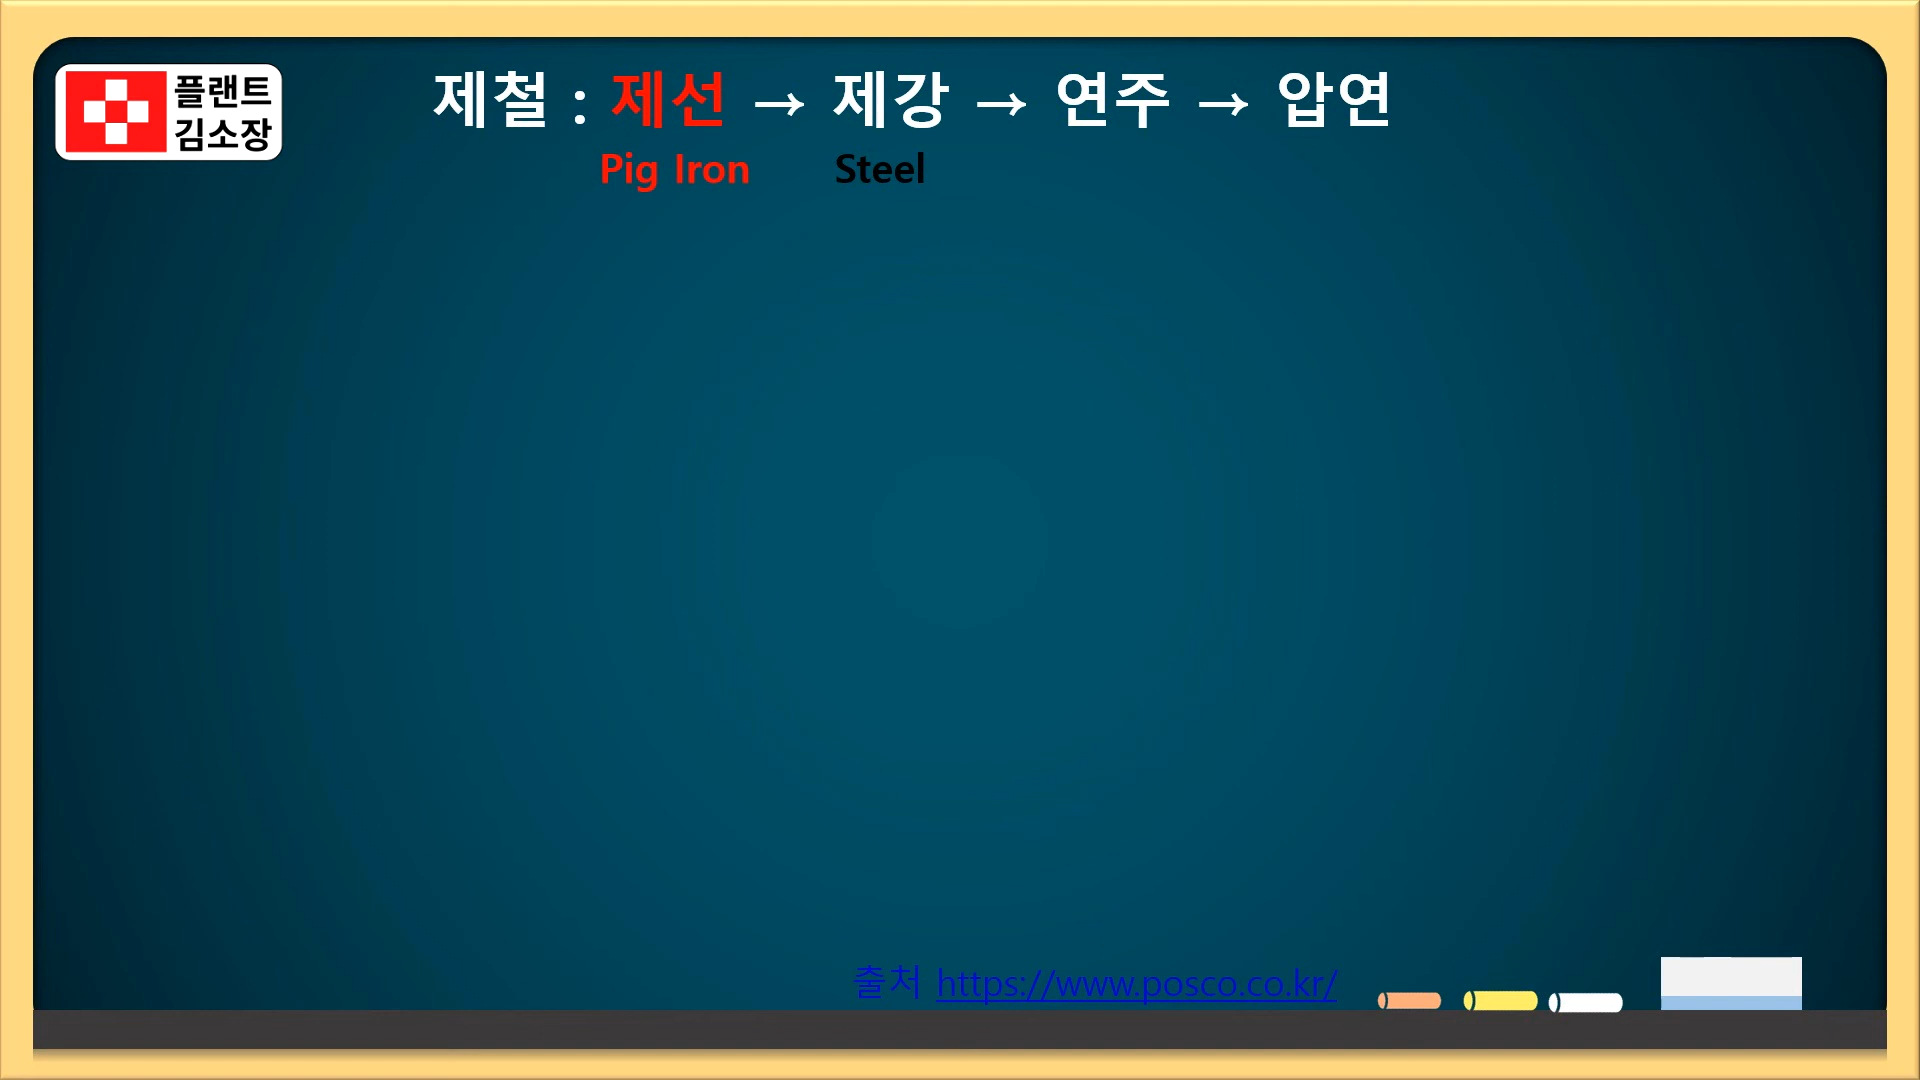 플랜트
김소장
제철 : 제선 → 제강 → 연주 → 압연
Pig Iron Steel
출처 https://www.posco.co.kr/